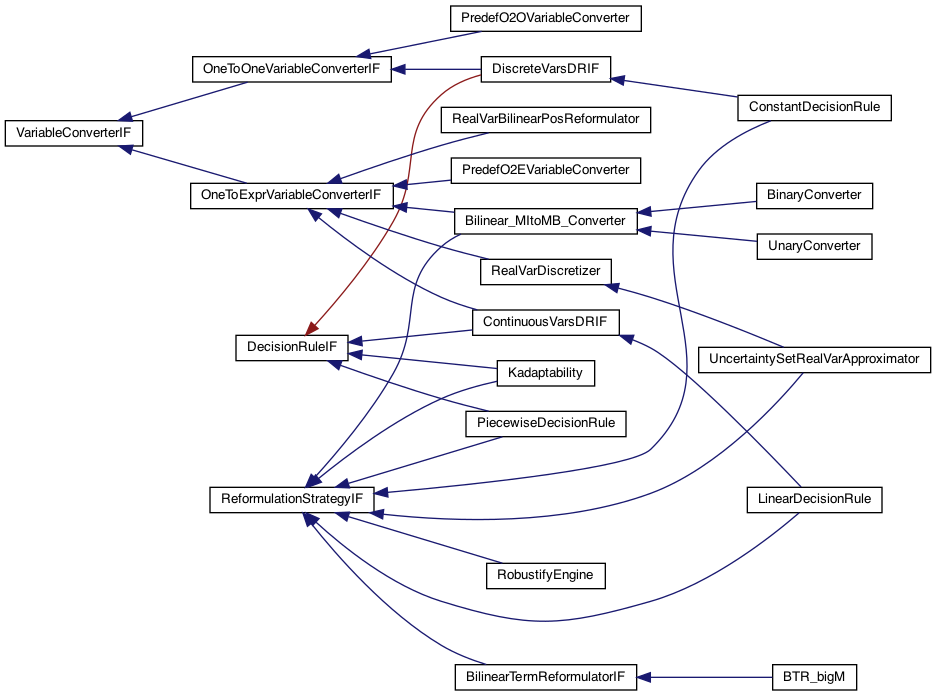 PredefO2OVariableConverter
OneToOneVariableConverterIF
DiscreteVarsDRIF
ConstantDecisionRule
RealVarBilinearPosReformulator
VariableConverterIF
PredefO2EVariableConverter
OneToExprVariableConverterIF
BinaryConverter
Bilinear_MItoMB_Converter
UnaryConverter
RealVarDiscretizer
ContinuousVarsDRIF
DecisionRuleIF
UncertaintySetRealVarApproximator
Kadaptability
PiecewiseDecisionRule
ReformulationStrategyIF
LinearDecisionRule
RobustifyEngine
BilinearTermReformulatorIF
BTR_bigM